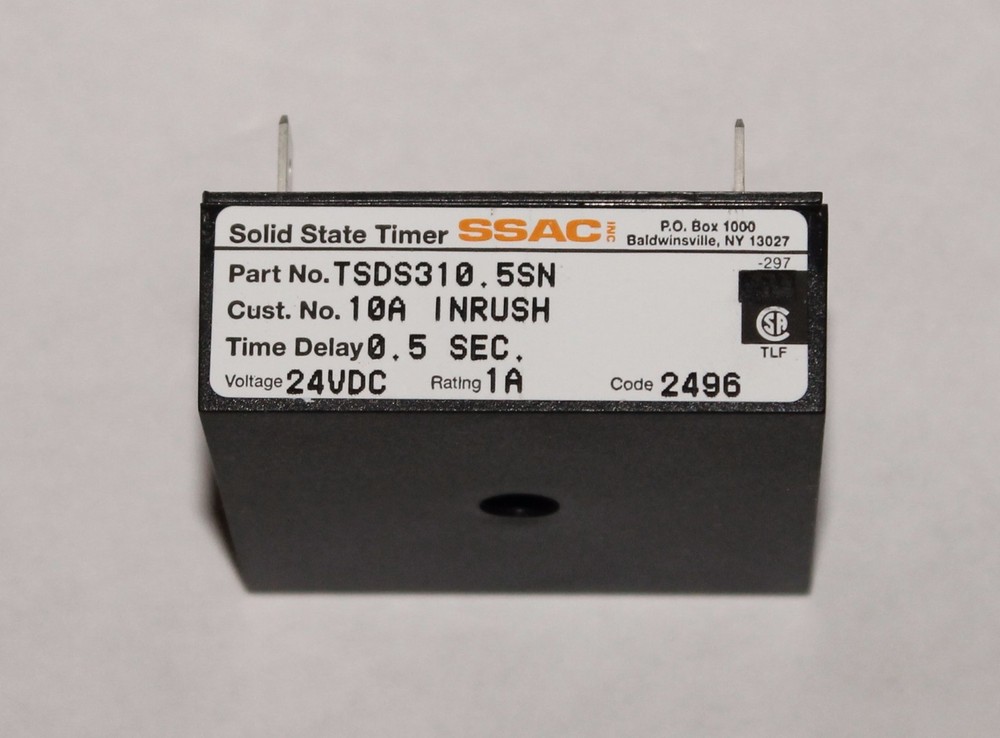 Solid State Timer SSAC INC P.O. Box 1000
Baldwinsville, NY 13027
-297
Part No. TSDS310.5SN
Cust. No. 10A INRUSH
SA
TLF
Time Delay 0.5 SEC.
Voltage 24VDC Rating 1A Code 2496